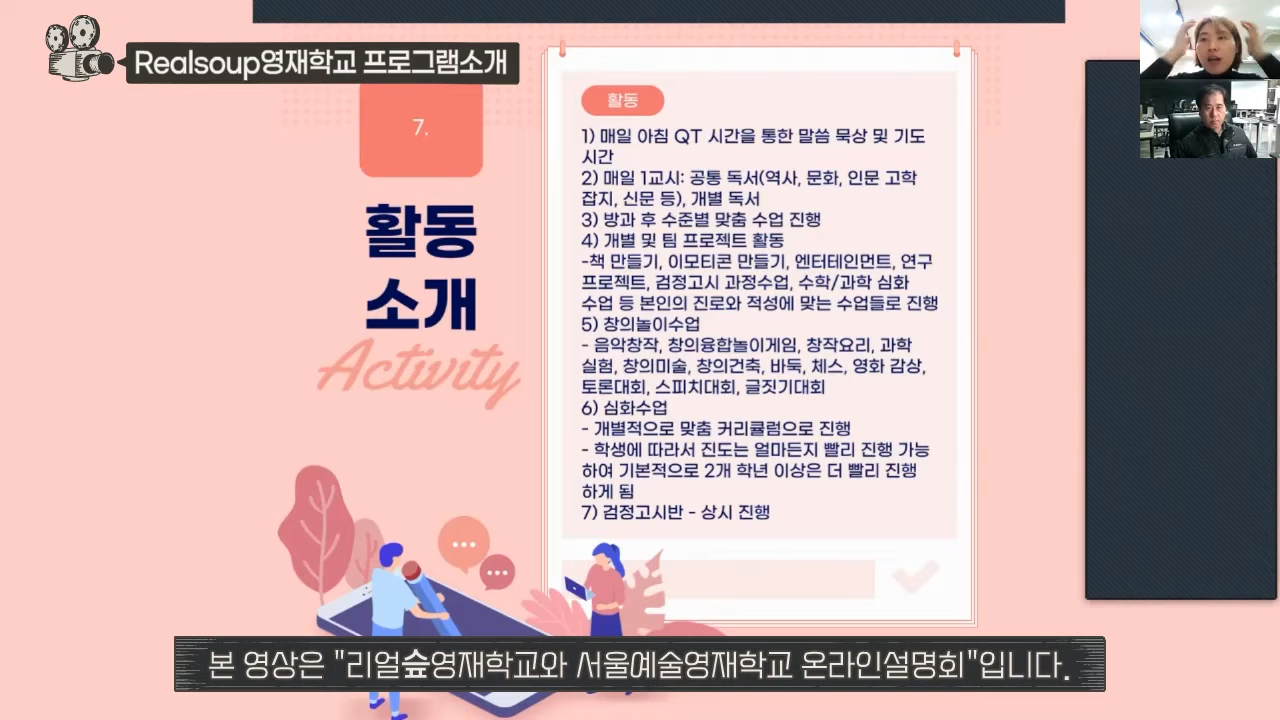 Realsoup영재학교 프로그램소개
7.
활동
소개
Activity
활동
1) 매일 아침 QT 시간을 통한 말씀 묵상 및 기도
시간
2) 매일 1교시: 공통 독서(역사, 문화, 인문 고학
잡지, 신문 등), 개별 독서
3) 방과 후 수준별 맞춤 수업 진행
4) 개별 및 팀 프로젝트 활동
-책 만들기, 이모티콘 만들기, 엔터테인먼트, 연구
프로젝트, 검정고시 과정수업, 수학/과학 심화
수업 등 본인의 진로와 적성에 맞는 수업들로 진행
5) 창의놀이수업
- 음악창작, 창의융합놀이게임, 창작요리, 과학
실험, 창의미술, 창의건축, 바둑, 체스, 영화 감상,
토론대회, 스피치대회, 글짓기대회
6) 심화수업
- 개별적으로 맞춤 커리큘럼으로 진행
- 학생에 따라서 진도는 얼마든지 빨리 진행 가능
하여 기본적으로 2개 학년 이상은 더 빨리 진행
하게 됨
7) 검정고시반 - 상시 진행
본 영상은 "리얼숲영재학교와 서울예술영재학교 온라인설명회"입니다.